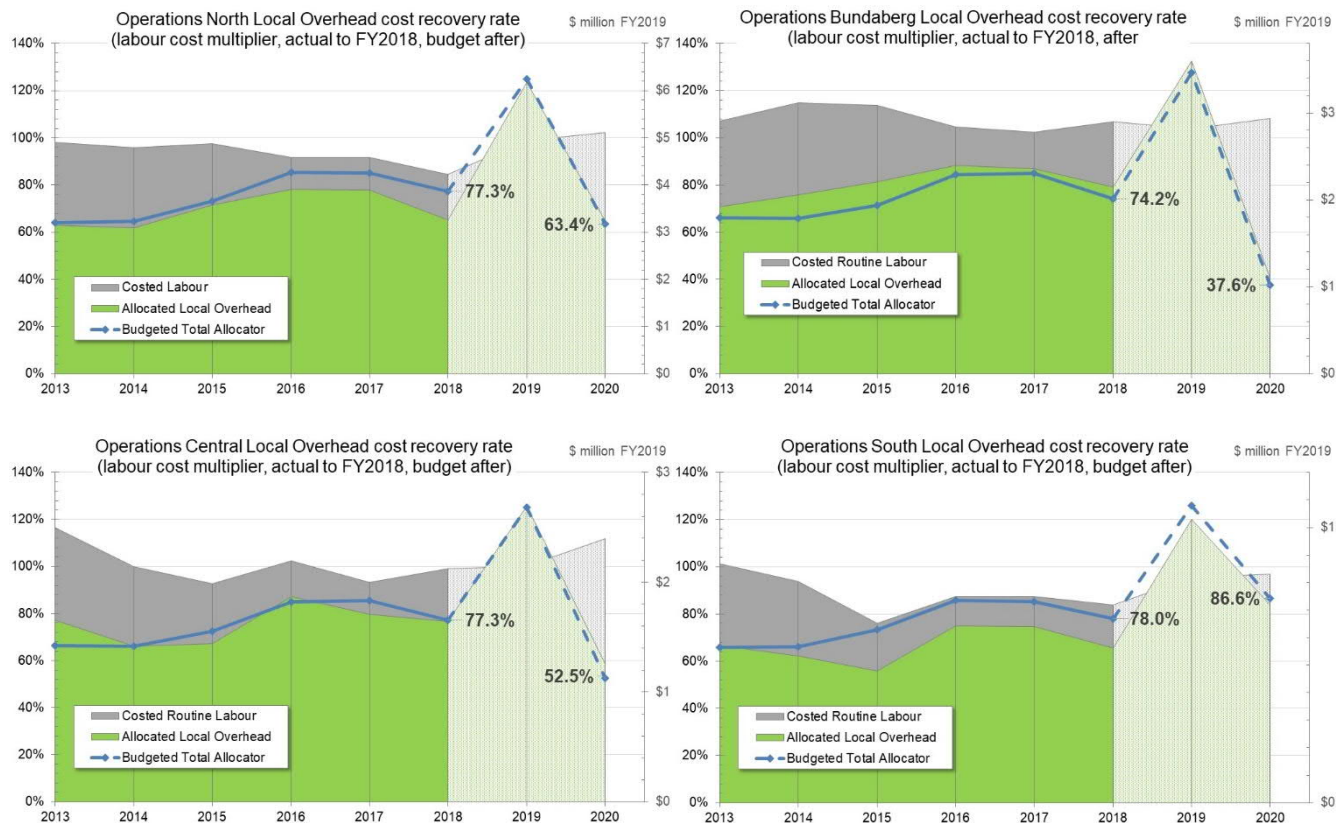 Operations North Local Overhead cost recovery rate
(labour cost multiplier, actual to FY2018, budget after)
$ million FY2019
140%
120%
100%
80%
60%
40%
20%
0%
$7
$6
$5
$4
$3
$2
$1
$0
77.3%
63.4%
Costed Labour
Allocated Local Overhead
Budgeted Total Allocator
2013 2014 2015 2016 2017 2018 2019 2020
Operations Bundaberg Local Overhead cost recovery rate
(labour cost multiplier, actual to FY2018, after
$ million FY2019
140%
120%
100%
80%
60%
40%
20%
0%
$3
$2
$1
$0
74.2%
37.6%
Costed Routine Labour
Allocated Local Overhead
Budgeted Total Allocator
2013 2014 2015 2016 2017 2018 2019 2020
Operations Central Local Overhead cost recovery rate
(labour cost multiplier, actual to FY2018, budget after)
$ million FY2019
140%
120%
100%
80%
60%
40%
20%
0%
$3
$2
$1
$0
77.3%
52.5%
Costed Routine Labour
Allocated Local Overhead
Budgeted Total Allocator
2013 2014 2015 2016 2017 2018 2019 2020
Operations South Local Overhead cost recovery rate
(labour cost multiplier, actual to FY2018, budget after)
$ million FY2019
140%
120%
100%
80%
60%
40%
20%
0%
$1
$0
78.0%
86.6%
Costed Routine Labour
Allocated Local Overhead
Budgeted Total Allocator
2013 2014 2015 2016 2017 2018 2019 2020